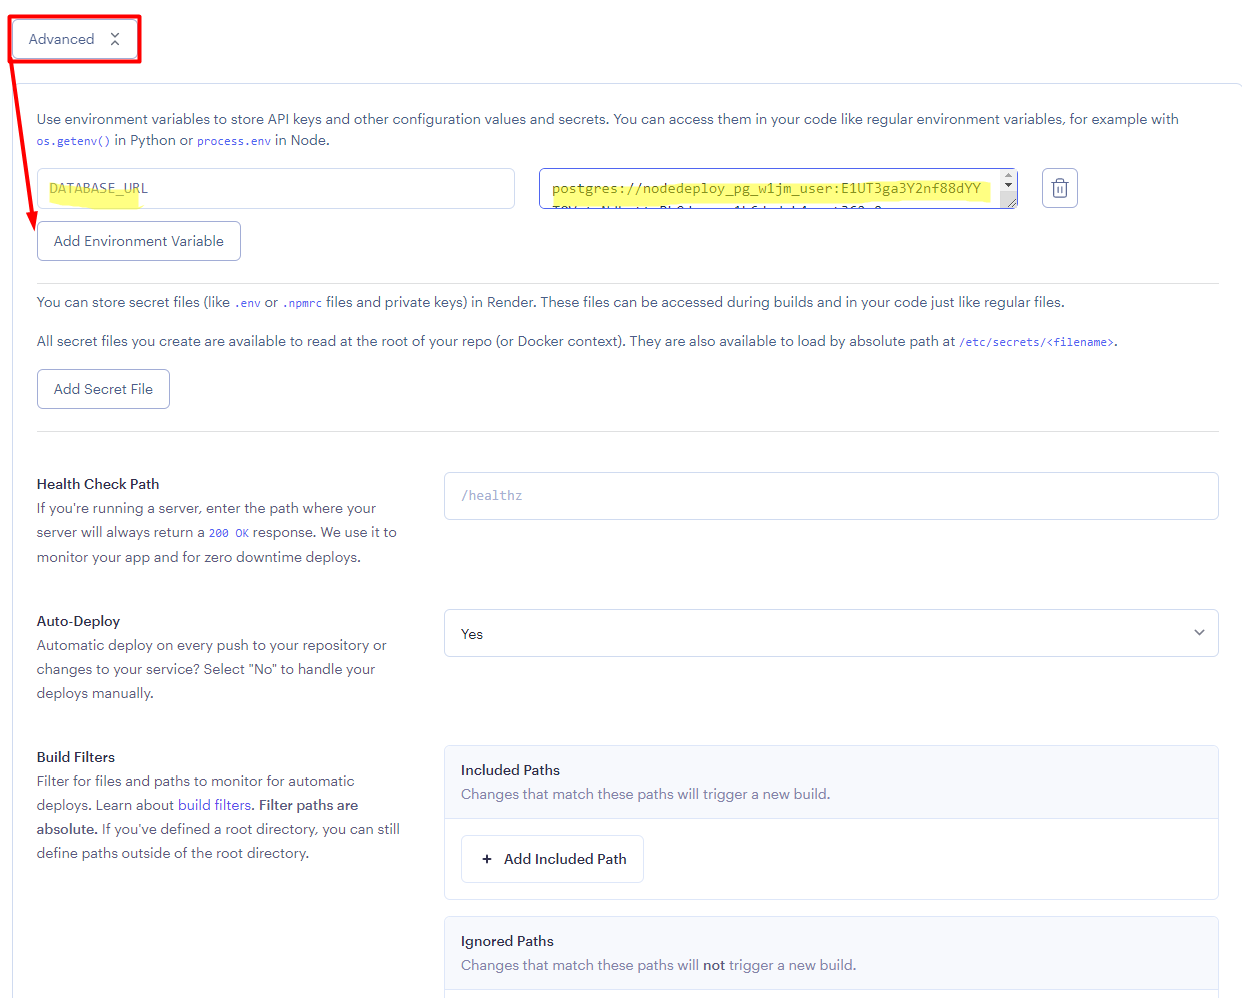 Advanced
Use environment variables to store API keys and other configuration values and secrets. You can access them in your code like regular environment variables, for example with
os.getenv() in Python or process.env in Node.
DATABASE_URL
postgres://nodedeploy_pg_w1jm_user:E1UT3ga3Y2nf88dYY
Add Environment Variable
You can store secret files (like .env or .npmrc files and private keys) in Render. These files can be accessed during builds and in your code just like regular files.
All secret files you create are available to read at the root of your repo (or Docker context). They are also available to load by absolute path at /etc/secrets/<filename>.
Add Secret File
Health Check Path
If you're running a server, enter the path where your
server will always return a 200 OK response. We use it to
monitor your app and for zero downtime deploys.
/healthz
Auto-Deploy
Automatic deploy on every push to your repository or
changes to your service? Select "No" to handle your
deploys manually.
Yes
Build Filters
Filter for files and paths to monitor for automatic
deploys. Learn about build filters. Filter paths are
absolute. If you've defined a root directory, you can still
define paths outside of the root directory.
Included Paths
Changes that match these paths will trigger a new build.
+ Add Included Path
Ignored Paths
Changes that match these paths will not trigger a new build.